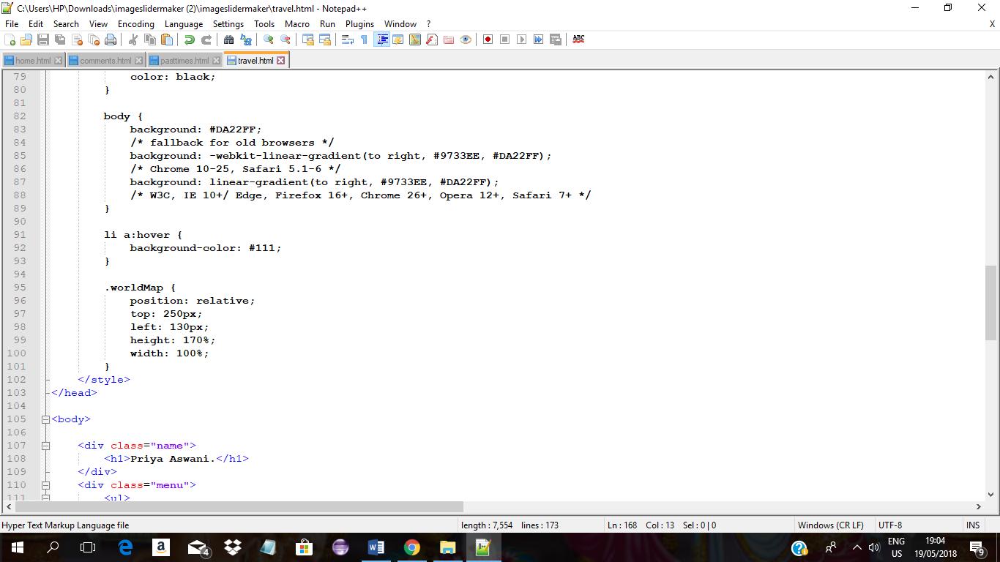 C:\Users\HP\Downloads\imageslidermaker (2)\imageslidermaker\travel.html - Notepad++
File Edit Search View Encoding Language Settings Tools Macro Run Plugins Window ? X
ABC
home.html comments.html pasttimes.html travel.html
79 color: black;
80 }
81
82 body {
83 background: #DA22FF;
84 /* fallback for old browsers */
85 background: -webkit-linear-gradient(to right, #9733EE, #DA22FF);
86 /* Chrome 10-25, Safari 5.1-6 */
87 background: linear-gradient(to right, #9733EE, #DA22FF);
88 /* W3C, IE 10+/ Edge, Firefox 16+, Chrome 26+, Opera 12+, Safari 7+ */
89 }
90
91 li a:hover {
92 background-color: #111;
93 }
94
95 .worldMap {
96 position: relative;
97 top: 250px;
98 left: 130px;
99 height: 170%;
100 width: 100%;
101 }
102 </style>
103 </head>
104
105 <body>
106
107 <div class="name">
108 <h1>Priya Aswani.</h1>
109 </div>
110 <div class="menu">
111 <ul>
Hyper Text Markup Language file length : 7,554 lines : 173 Ln : 168 Col : 13 Sel : 0 | 0 Windows (CR LF) UTF-8 INS
4 ENG 19:04
US 19/05/2018 9